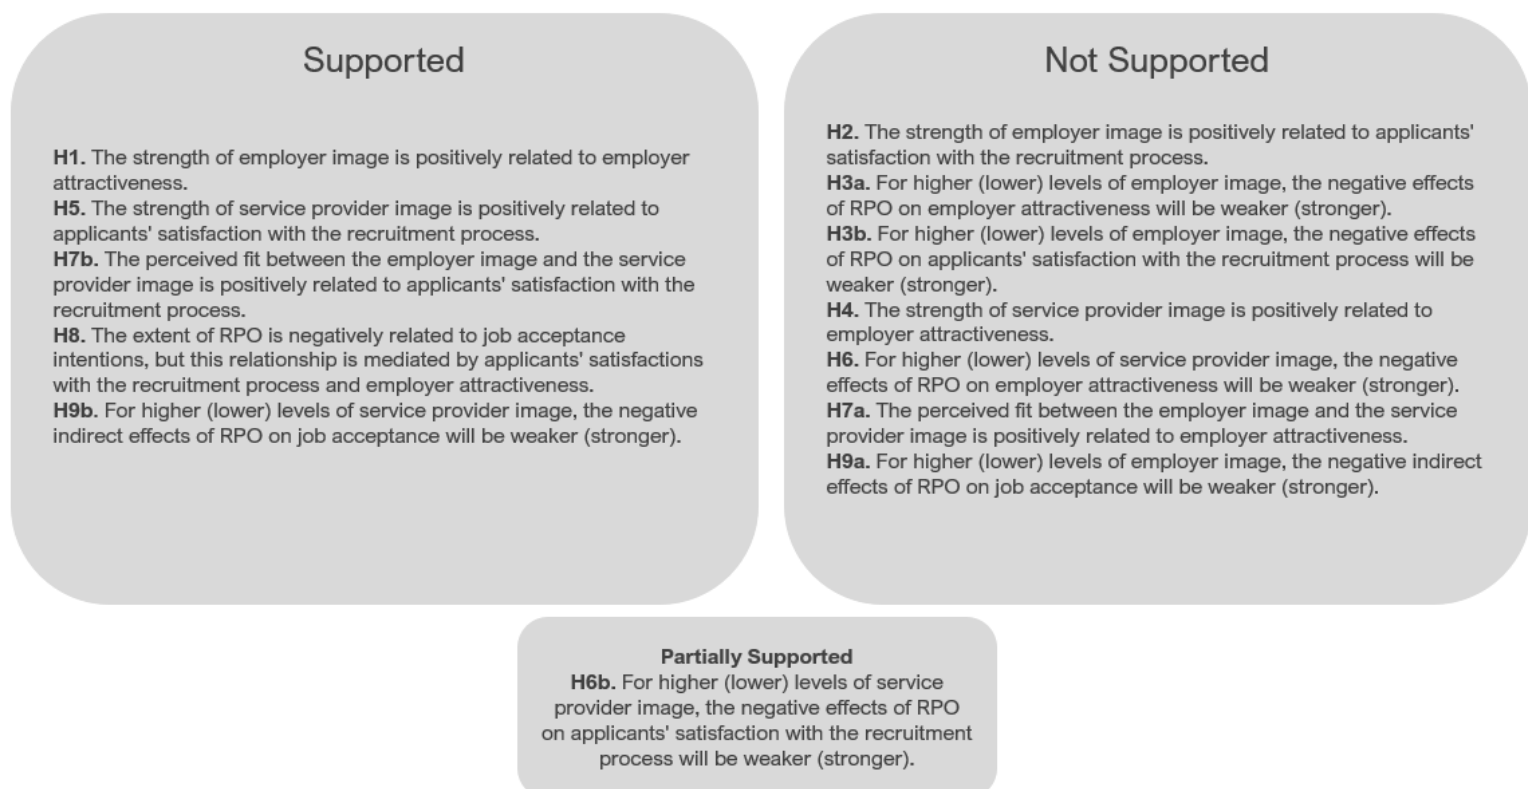 Supported
H1. The strength of employer image is positively related to employer
attractiveness.
H5. The strength of service provider image is positively related to
applicants' satisfaction with the recruitment process.
H7b. The perceived fit between the employer image and the service
provider image is positively related to applicants' satisfaction with the
recruitment process.
H8. The extent of RPO is negatively related to job acceptance
intentions, but this relationship is mediated by applicants' satisfactions
with the recruitment process and employer attractiveness.
H9b. For higher (lower) levels of service provider image, the negative
indirect effects of RPO on job acceptance will be weaker (stronger).
Not Supported
H2. The strength of employer image is positively related to applicants'
satisfaction with the recruitment process.
H3a. For higher (lower) levels of employer image, the negative effects
of RPO on employer attractiveness will be weaker (stronger).
H3b. For higher (lower) levels of employer image, the negative effects
of RPO on applicants' satisfaction with the recruitment process will be
weaker (stronger).
H4. The strength of service provider image is positively related to
employer attractiveness.
H6. For higher (lower) levels of service provider image, the negative
effects of RPO on employer attractiveness will be weaker (stronger).
H7a. The perceived fit between the employer image and the service
provider image is positively related to employer attractiveness.
H9a. For higher (lower) levels of employer image, the negative indirect
effects of RPO on job acceptance will be weaker (stronger).
Partially Supported
H6b. For higher (lower) levels of service
provider image, the negative effects of RPO
on applicants' satisfaction with the recruitment
process will be weaker (stronger).